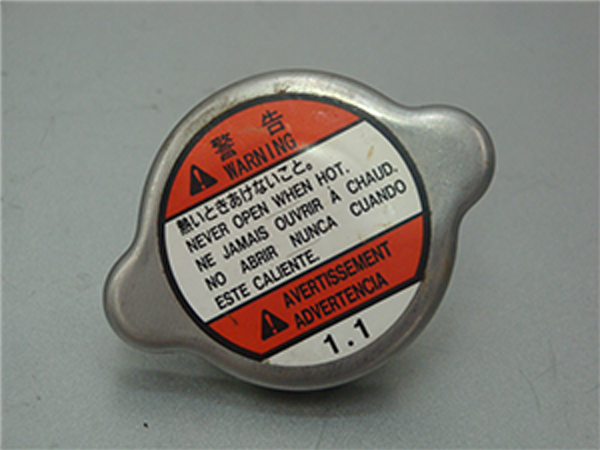 警告
WARNING
熱いときあけないこと。
NEVER OPEN WHEN HOT.
NE JAMAIS OUVRIR À CHAUD.
NO ABRIR NUNCA CUANDO
ESTE CALIENTE.
AVERTISSEMENT
ADVERTENCIA
1.1